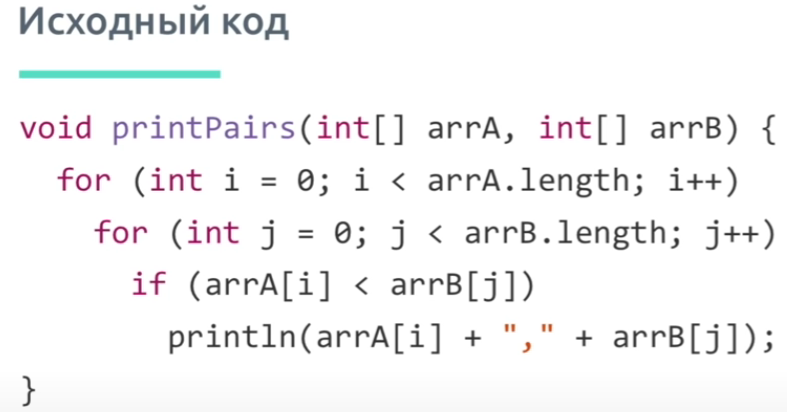 Исходный код
void printPairs(int[] arrA, int[] arrB) {
for (int i = 0; i < arrA.length; i++)
for (int j = 0; j < arrB.length; j++)
if (arrA[i] < arrB[j])
println(arrA[i] + "," + arrB[j]);
}